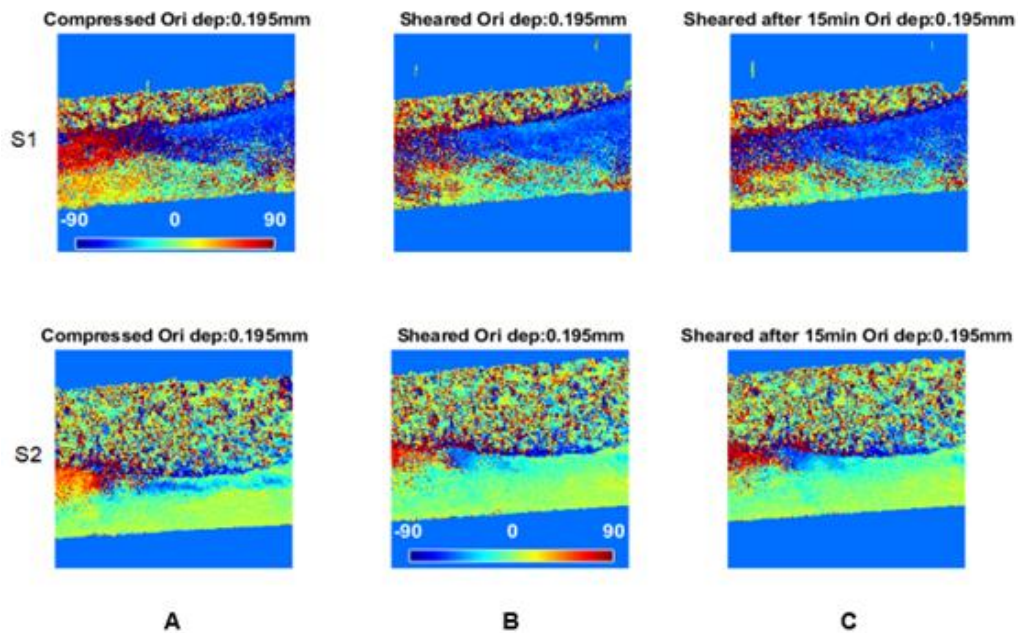 Compressed Ori dep:0.195mm
Sheared Ori dep:0.195mm
Sheared after 15min Ori dep:0.195mm
S1
-90 0 90
Compressed Ori dep:0.195mm
Sheared Ori dep:0.195mm
Sheared after 15min Ori dep:0.195mm
S2
-90 0 90
A B C